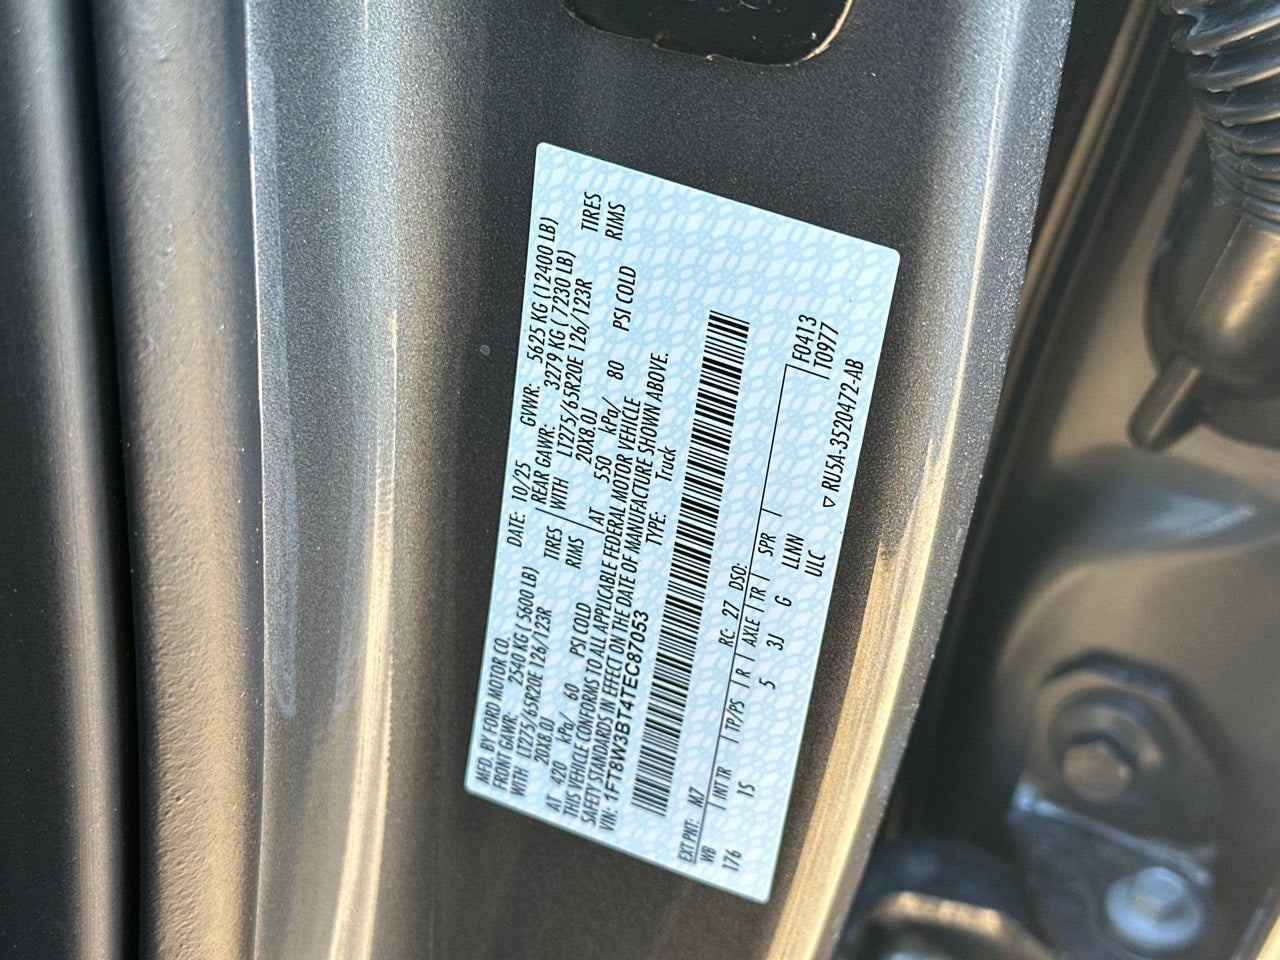 MFD. BY FORD MOTOR CO. DATE: 10/25 GVWR: 5625 KG (12400 LB)
FRONT GAWR: 2540 KG ( 5600 LB) REAR GAWR: 3279 KG ( 7230 LB)
WITH LT275/65R20E 126/123R TIRES WITH LT275/65R20E 126/123R TIRES
20X8.0J RIMS 20X8.0J RIMS
AT 420 kPa/ 60 PSI COLD AT 550 kPa/ 80 PSI COLD
THIS VEHICLE CONFORMS TO ALL APPLICABLE FEDERAL MOTOR VEHICLE
SAFETY STANDARDS IN EFFECT ON THE DATE OF MANUFACTURE SHOWN ABOVE.
VIN: 1FT8W3BT4TEC87053 TYPE: Truck
EXT PNT: M7 RC: 27 DSO:
WB INT TR TP/PS R AXLE TR SPR F0413
176 1S 5 3J G LLNN T0977
ULC
▽ RU5A-3520472-AB